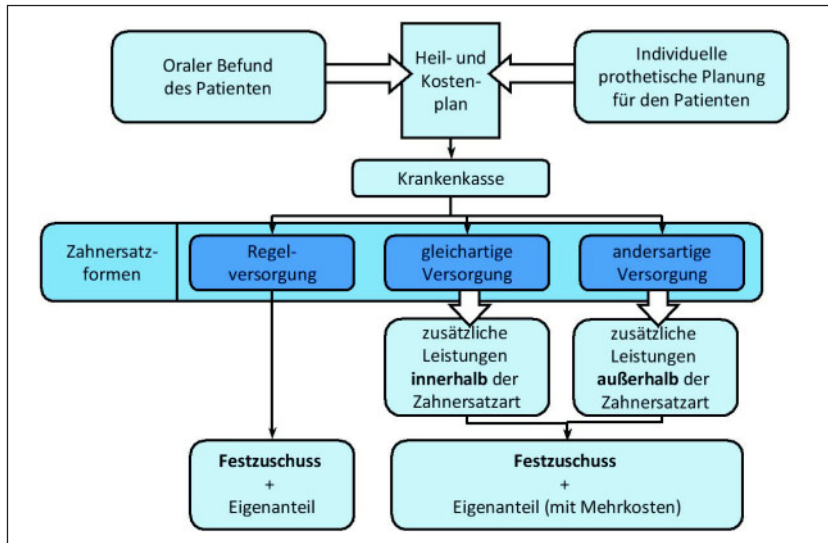 Oraler Befund
des Patienten
Heil- und
Kosten-
plan
Individuelle
prothetische Planung
für den Patienten
Krankenkasse
Zahnersatz-
formen
Regel-
versorgung
gleichartige
Versorgung
andersartige
Versorgung
zusätzliche
Leistungen
innerhalb der
Zahnersatzart
zusätzliche
Leistungen
außerhalb der
Zahnersatzart
Festzuschuss
+
Eigenanteil
Festzuschuss
+
Eigenanteil (mit Mehrkosten)